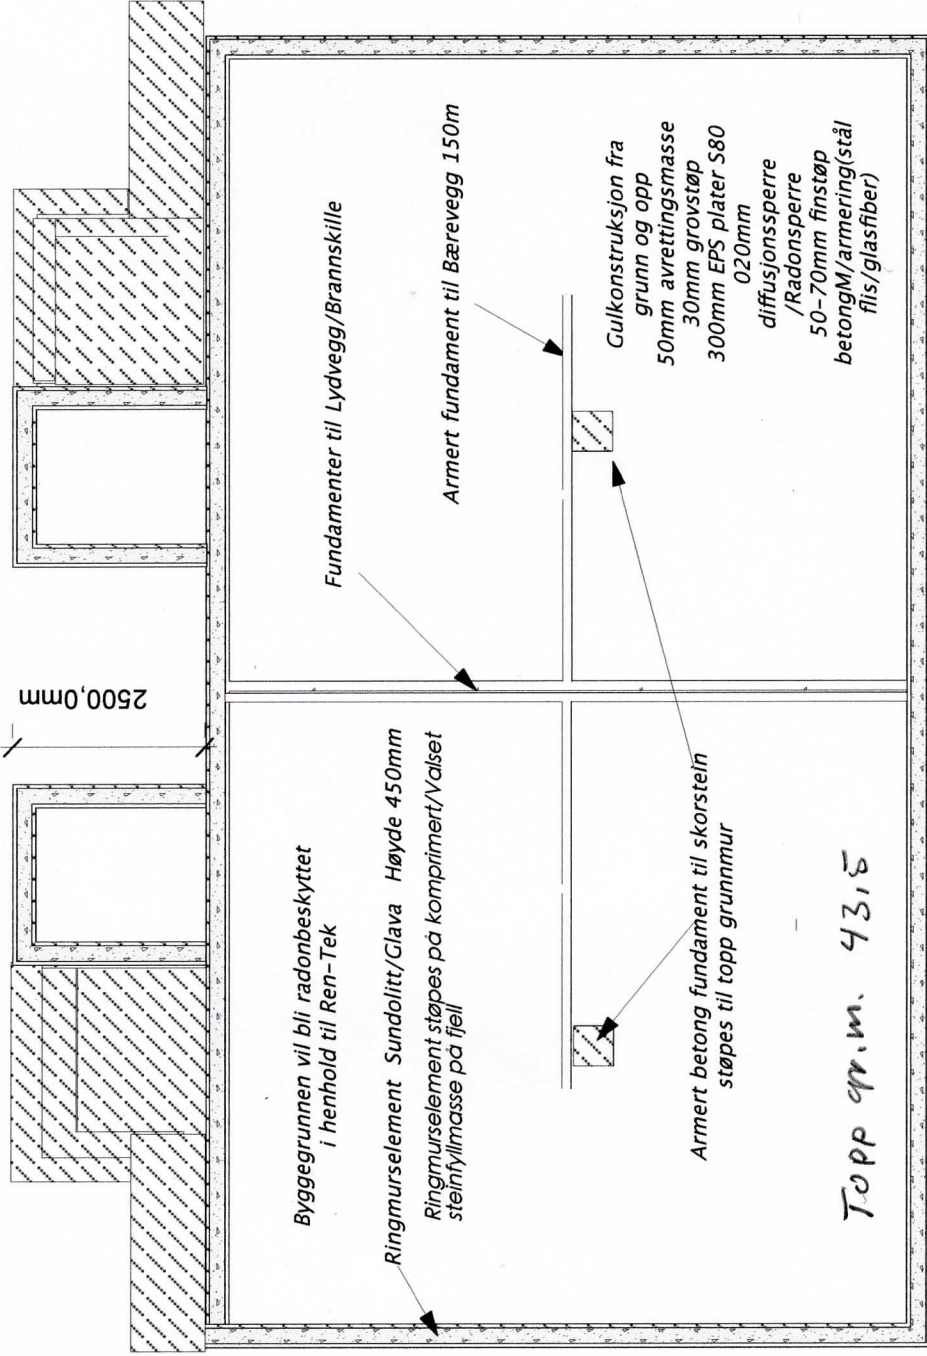 2500,0mm
Byggegrunnen vil bli radonbeskyttet
i henhold til Ren-Tek
Ringmurselement Sundolitt/Glava Høyde 450mm
Ringmurselement støpes på komprimert/Valset
steinfyllmasse på fjell
Fundamenter til Lydvegg/Brannskille
Armert fundament til Bærevegg 150m
Gulkonstruksjon fra
grunn og opp
50mm avrettingsmasse
30mm grovstøp
300mm EPS plater S80
020mm
diffusjonssperre
/Radonsperre
50-70mm finstøp
betongM/armering(stål
flis/glasfiber)
Armert betong fundament til skorstein
støpes til topp grunnmur
Topp gr.m. 43,5